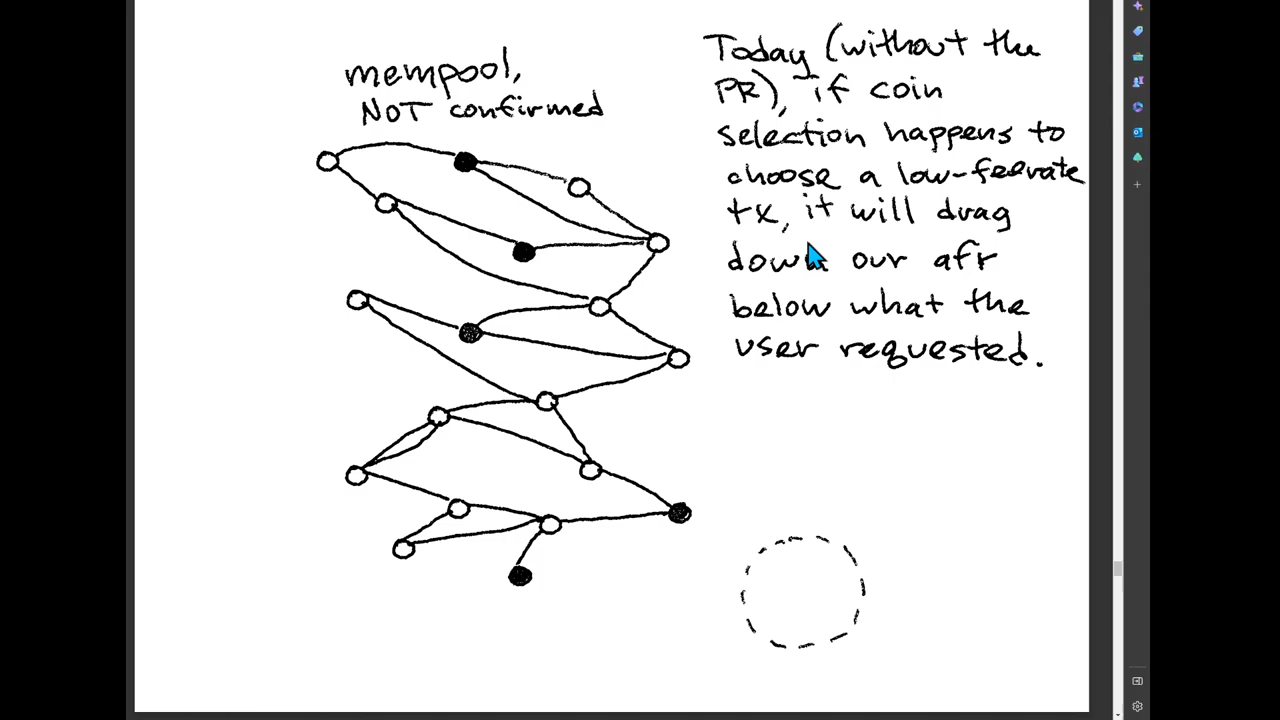 mempool,
NOT confirmed
Today (without the
PR), if coin
selection happens to
choose a low-feerate
tx, it will drag
down our afr
below what the
user requested.